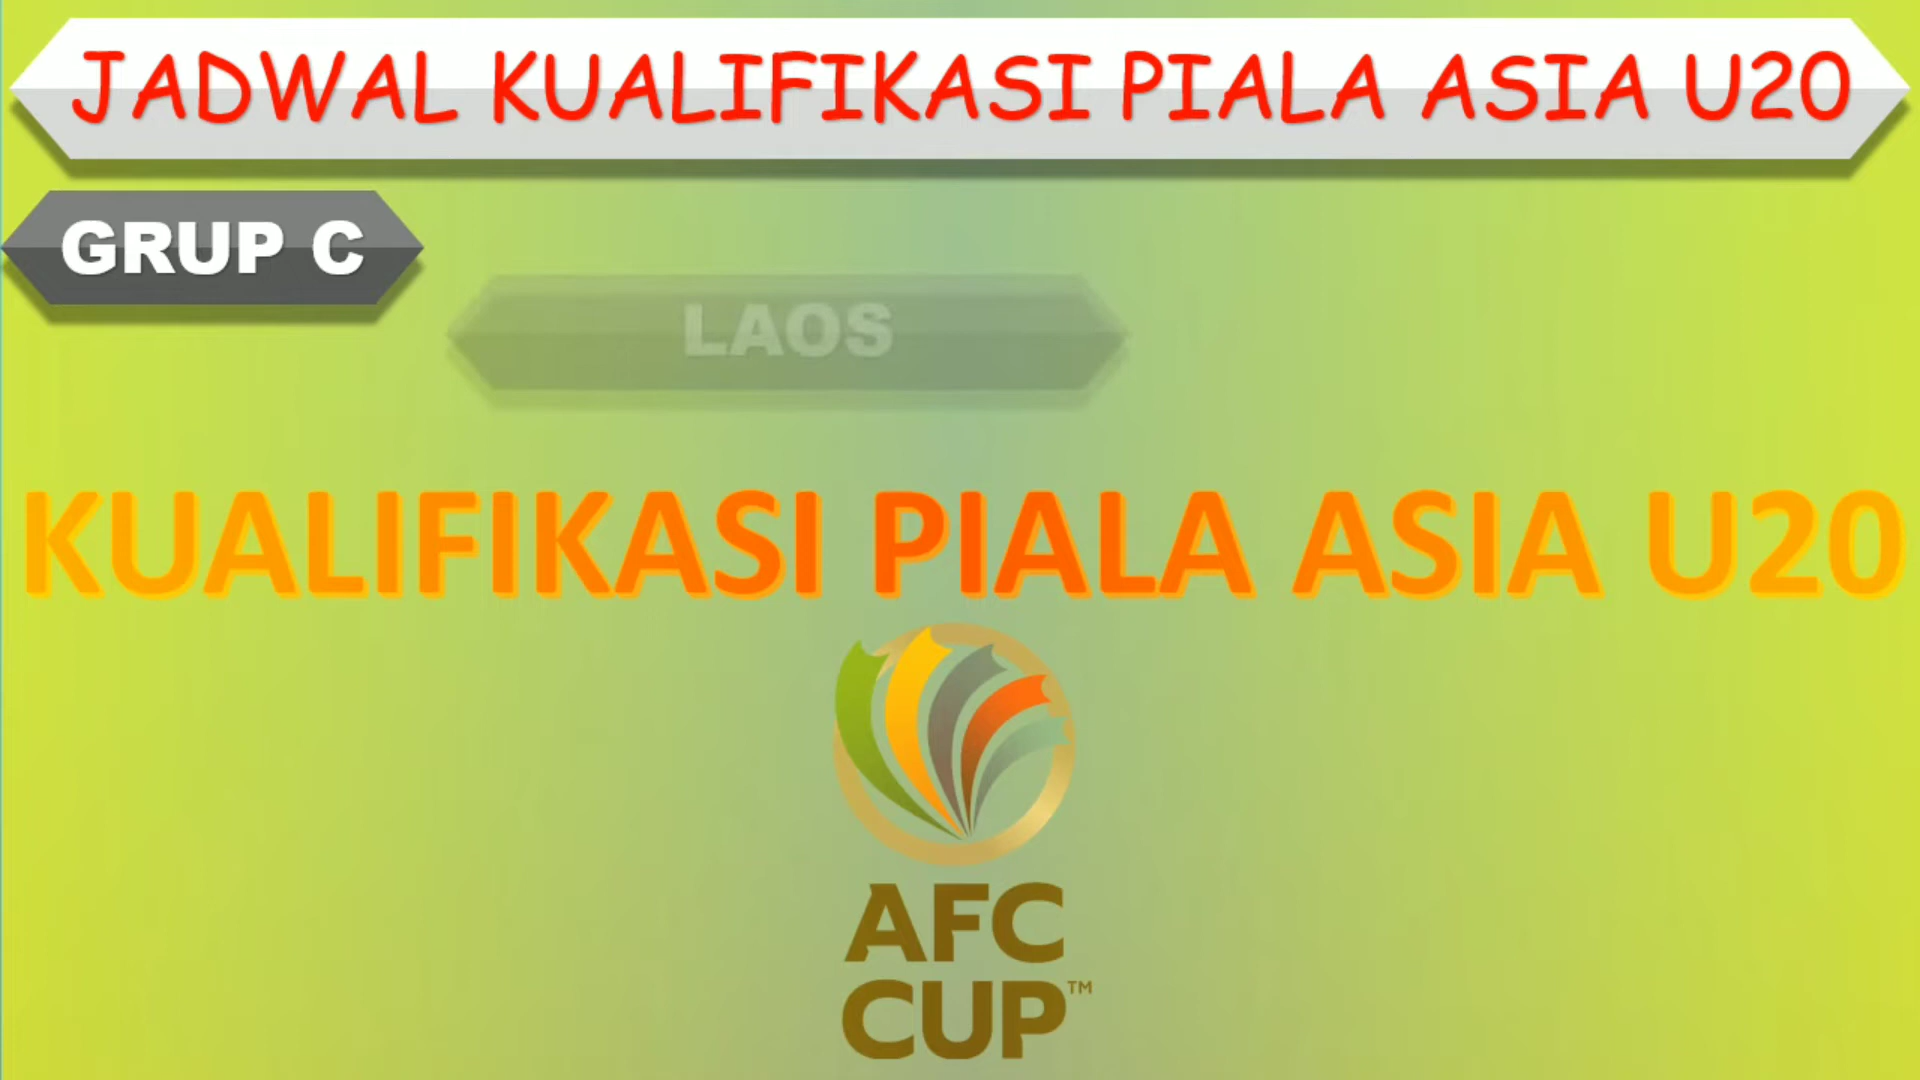 JADWAL KUALIFIKASI PIALA ASIA U20
GRUP C
LAOS
KUALIFIKASI PIALA ASIA U20
AFC
CUP™